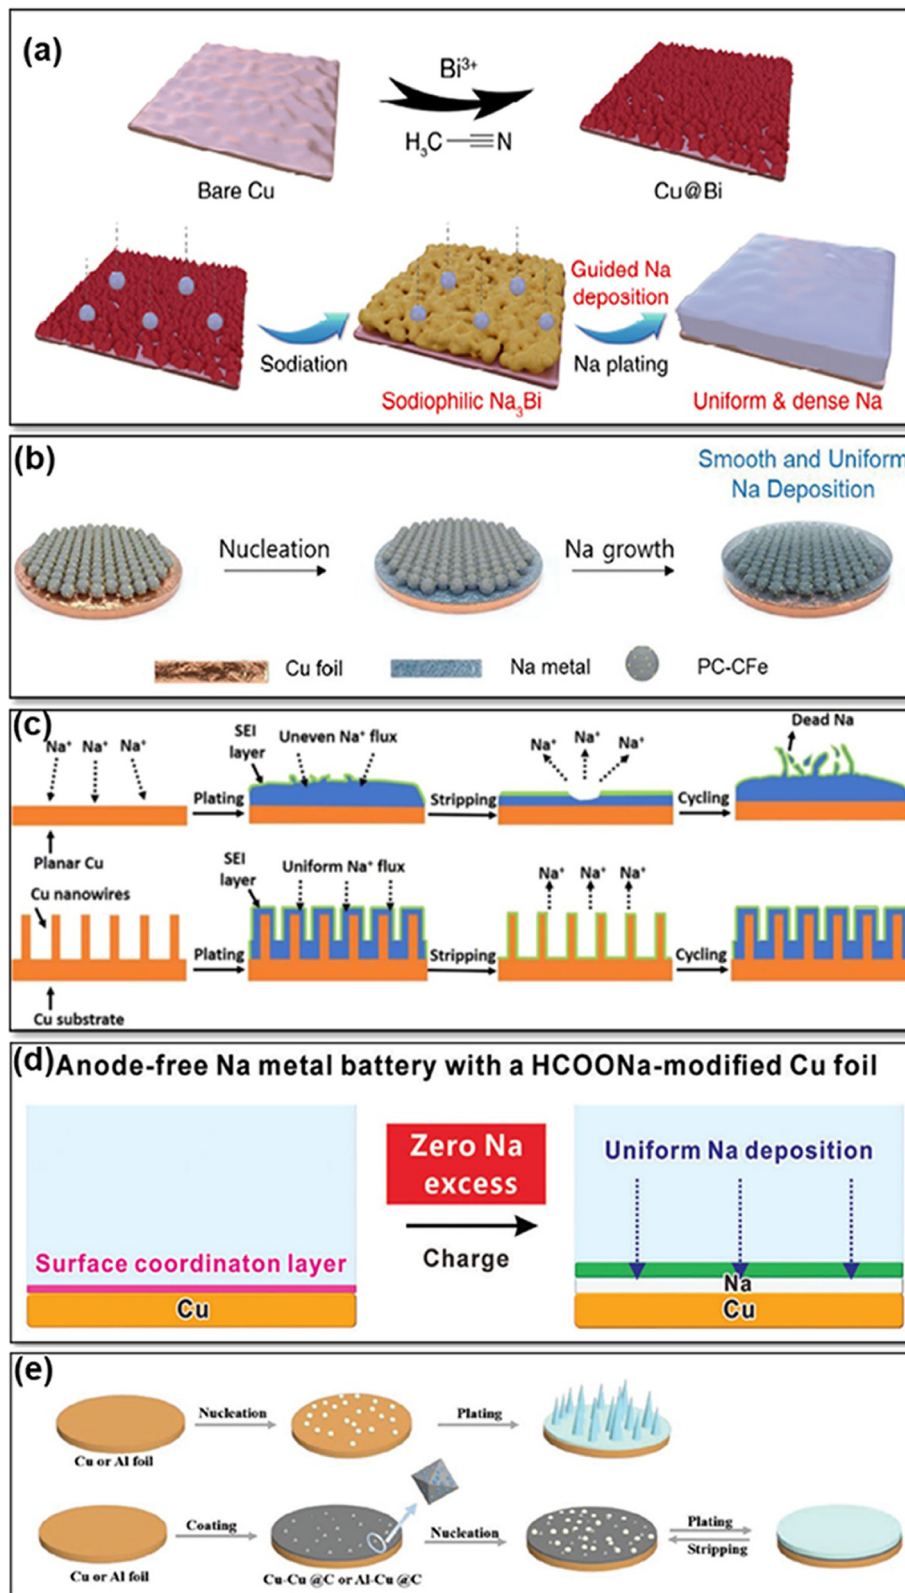 (a)
Bi³⁺
H₃C N
Bare Cu
Cu@Bi
Guided Na
deposition
Sodiation
Na plating
Sodiophilic Na₃Bi
Uniform & dense Na
(b)
Smooth and Uniform
Na Deposition
Nucleation
Na growth
Cu foil
Na metal
PC-CFe
(c)
Na⁺ Na⁺ Na⁺
SEI
layer
Uneven Na⁺ flux
Na⁺ Na⁺ Na⁺
Dead Na
Plating
Stripping
Cycling
Planar Cu
Cu nanowires
SEI
layer
Uniform Na⁺ flux
Na⁺ Na⁺ Na⁺
Plating
Stripping
Cycling
Cu substrate
(d)
Anode-free Na metal battery with a HCOONa-modified Cu foil
Zero Na
excess
Charge
Surface coordinaton layer
Cu
Uniform Na deposition
Na
Cu
(e)
Nucleation
Plating
Cu or Al foil
Coating
Nucleation
Plating
Stripping
Cu or Al foil
Cu-Cu @C or Al-Cu @C